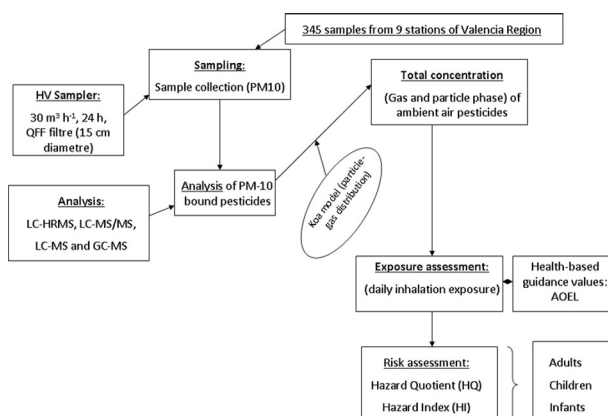 345 samples from 9 stations of Valencia Region
Sampling:
Sample collection (PM10)
HV Sampler:
30 m³ h⁻¹, 24 h,
QFF filtre (15 cm
diametre)
Total concentration
(Gas and particle phase) of
ambient air pesticides
Analysis of PM-10
bound pesticides
Koa model (particle-
gas distribution)
Analysis:
LC-HRMS, LC-MS/MS,
LC-MS and GC-MS
Exposure assessment:
(daily inhalation exposure)
Health-based
guidance values:
AOEL
Risk assessment:
Hazard Quotient (HQ)
Hazard Index (HI)
Adults
Children
Infants